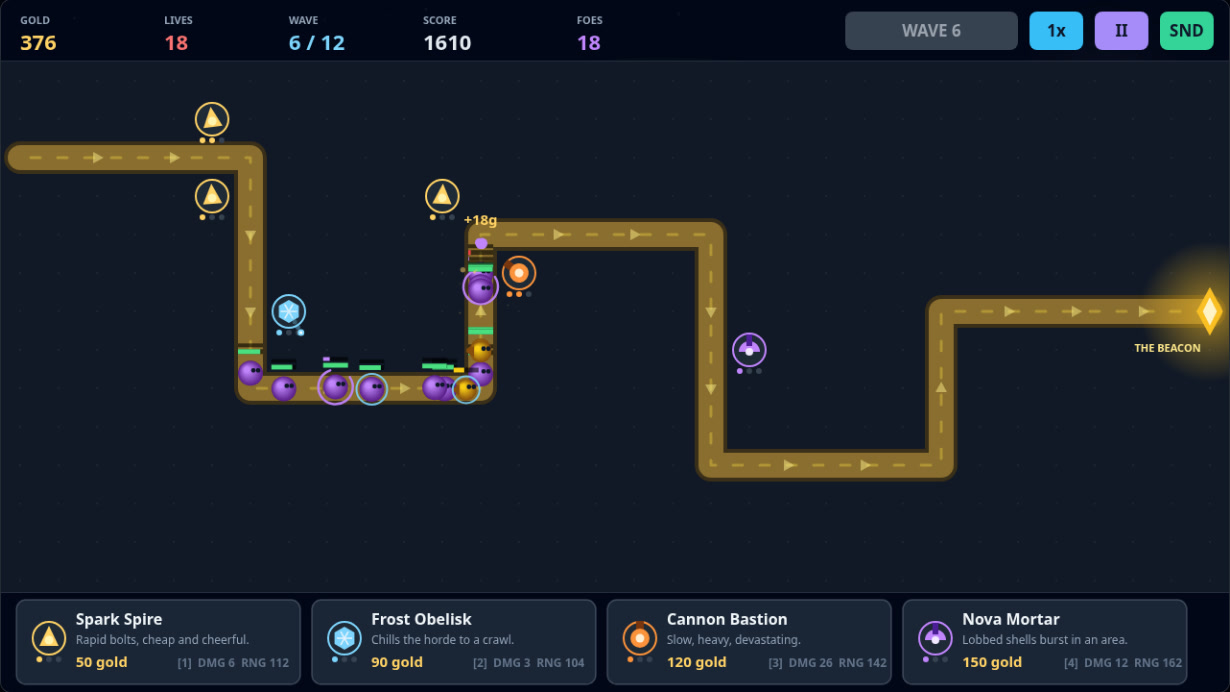 GOLD LIVES WAVE SCORE FOES
376 18 6 / 12 1610 18
WAVE 6 1x II SND
+18g
THE BEACON
Spark Spire
Rapid bolts, cheap and cheerful.
50 gold [1] DMG 6 RNG 112
Frost Obelisk
Chills the horde to a crawl.
90 gold [2] DMG 3 RNG 104
Cannon Bastion
Slow, heavy, devastating.
120 gold [3] DMG 26 RNG 142
Nova Mortar
Lobbed shells burst in an area.
150 gold [4] DMG 12 RNG 162